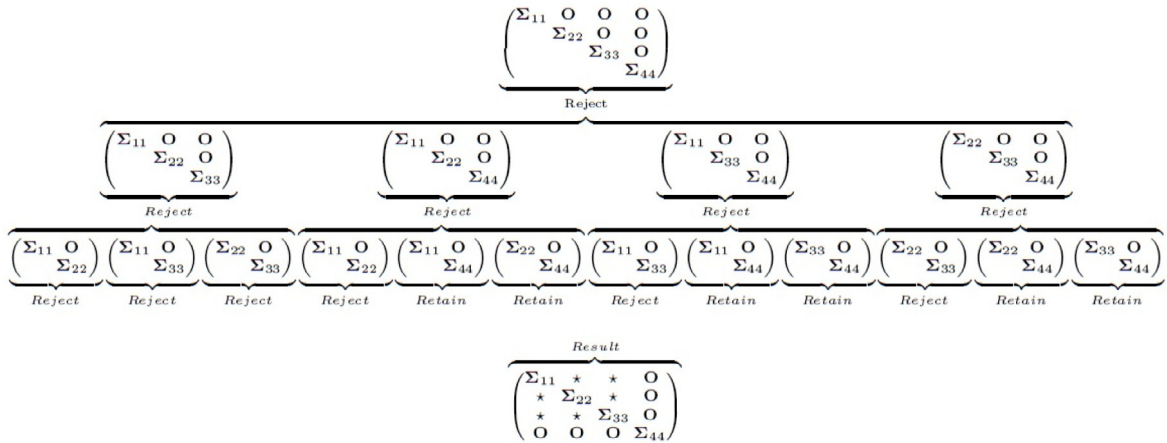 Σ11 O O O
Σ22 O O
Σ33 O
Σ44
Reject
Σ11 O O Σ11 O O Σ11 O O Σ22 O O
Σ22 O Σ22 O Σ33 O Σ33 O
Σ33 Σ44 Σ44 Σ44
Reject Reject Reject Reject
Σ11 O Σ11 O Σ22 O Σ11 O Σ11 O Σ22 O Σ11 O Σ11 O Σ33 O Σ22 O Σ22 O Σ33 O
Σ22 Σ33 Σ33 Σ22 Σ44 Σ44 Σ33 Σ44 Σ44 Σ33 Σ44 Σ44
Reject Reject Reject Reject Retain Retain Reject Retain Retain Reject Retain Retain
Result
Σ11 ⋆ ⋆ O
⋆ Σ22 ⋆ O
⋆ ⋆ Σ33 O
O O O Σ44